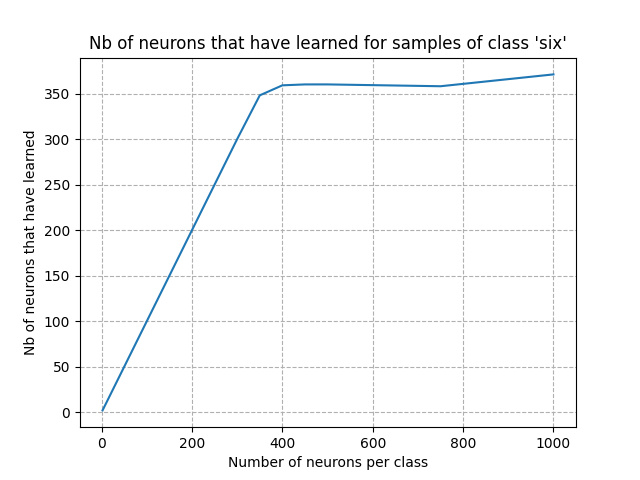 Nb of neurons that have learned for samples of class 'six'
Nb of neurons that have learned
350
300
250
200
150
100
50
0
0 200 400 600 800 1000
Number of neurons per class